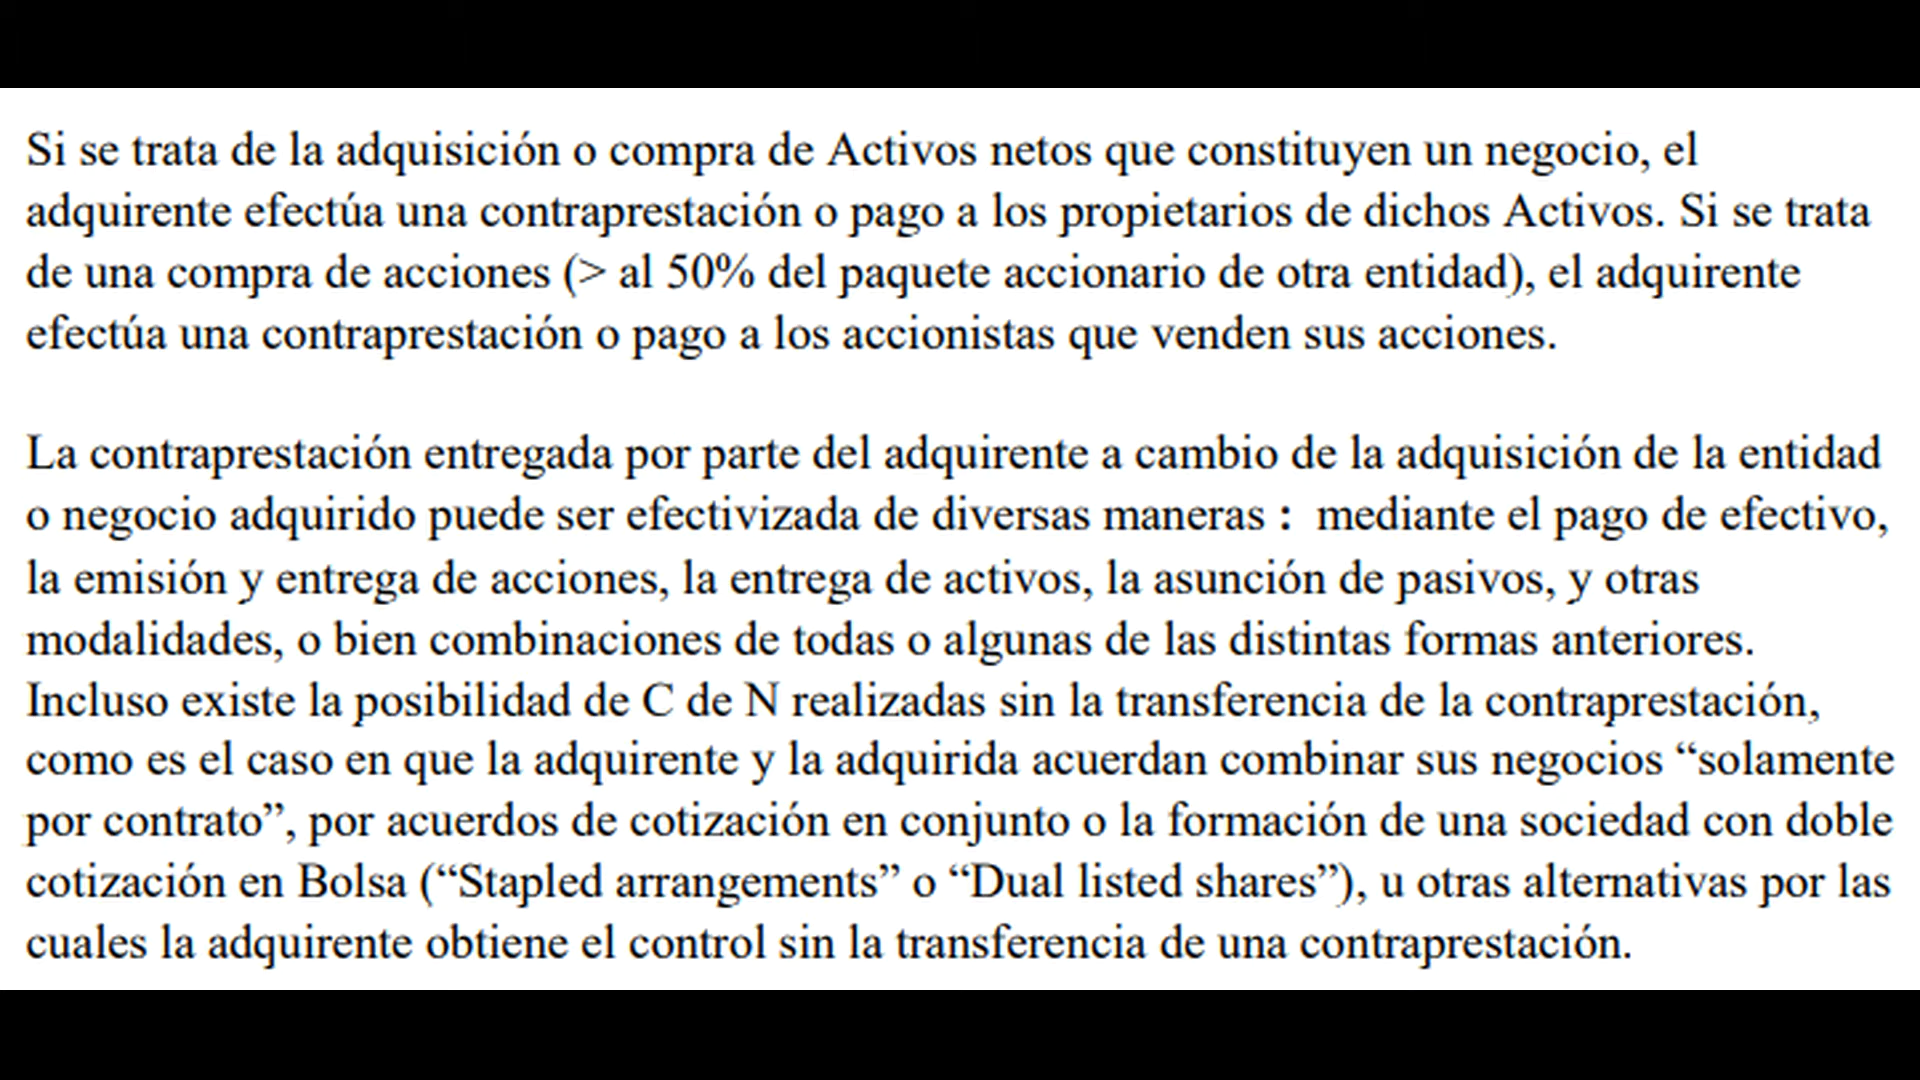 Si se trata de la adquisición o compra de Activos netos que constituyen un negocio, el
adquirente efectúa una contraprestación o pago a los propietarios de dichos Activos. Si se trata
de una compra de acciones (> al 50% del paquete accionario de otra entidad), el adquirente
efectúa una contraprestación o pago a los accionistas que venden sus acciones.
La contraprestación entregada por parte del adquirente a cambio de la adquisición de la entidad
o negocio adquirido puede ser efectivizada de diversas maneras : mediante el pago de efectivo,
la emisión y entrega de acciones, la entrega de activos, la asunción de pasivos, y otras
modalidades, o bien combinaciones de todas o algunas de las distintas formas anteriores.
Incluso existe la posibilidad de C de N realizadas sin la transferencia de la contraprestación,
como es el caso en que la adquirente y la adquirida acuerdan combinar sus negocios “solamente
por contrato”, por acuerdos de cotización en conjunto o la formación de una sociedad con doble
cotización en Bolsa (“Stapled arrangements” o “Dual listed shares”), u otras alternativas por las
cuales la adquirente obtiene el control sin la transferencia de una contraprestación.